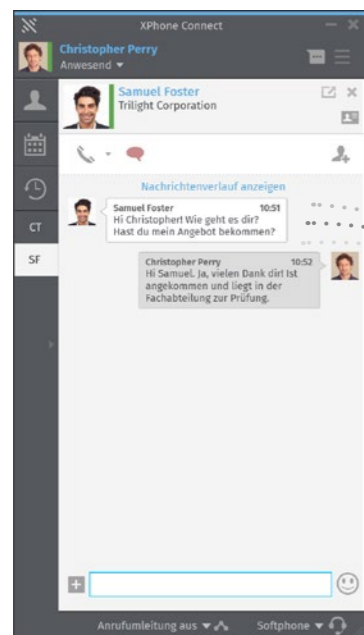 XPhone Connect
Christopher Perry
Anwesend
Samuel Foster
Trilight Corporation
Nachrichtenverlauf anzeigen
Samuel Foster 10:51
Hi Christopher! Wie geht es dir?
Hast du mein Angebot bekommen?
Christopher Perry 10:52
Hi Samuel. Ja, vielen Dank dir! Ist
angekommen und liegt in der
Fachabteilung zur Prüfung.
CT
SF
Anrufumleitung aus Softphone